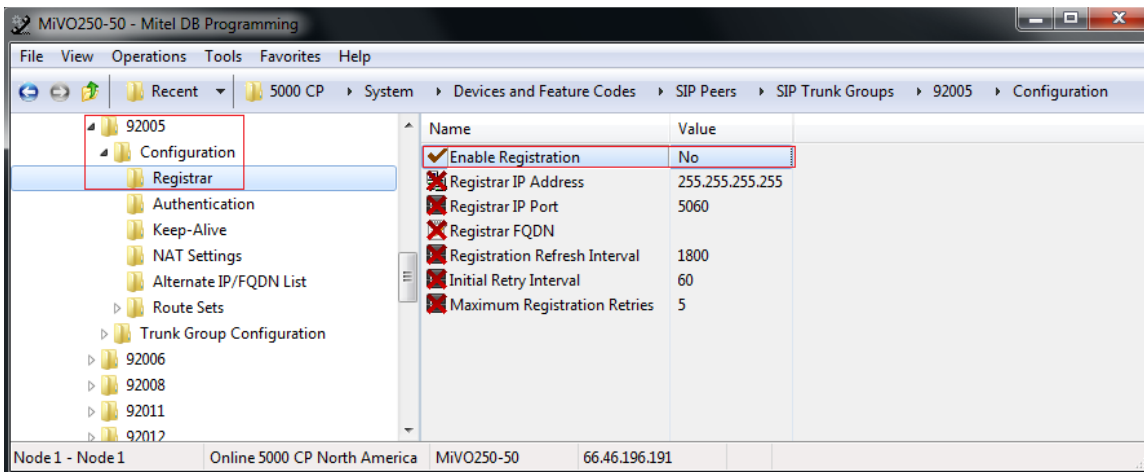 MiVO250-50 - Mitel DB Programming
File View Operations Tools Favorites Help
Recent 5000 CP System Devices and Feature Codes SIP Peers SIP Trunk Groups 92005 Configuration
92005
Configuration
Registrar
Authentication
Keep-Alive
NAT Settings
Alternate IP/FQDN List
Route Sets
Trunk Group Configuration
92006
92008
92011
92012
Name Value
Enable Registration No
Registrar IP Address 255.255.255.255
Registrar IP Port 5060
Registrar FQDN
Registration Refresh Interval 1800
Initial Retry Interval 60
Maximum Registration Retries 5
Node1 - Node1 Online 5000 CP North America MiVO250-50 66.46.196.191